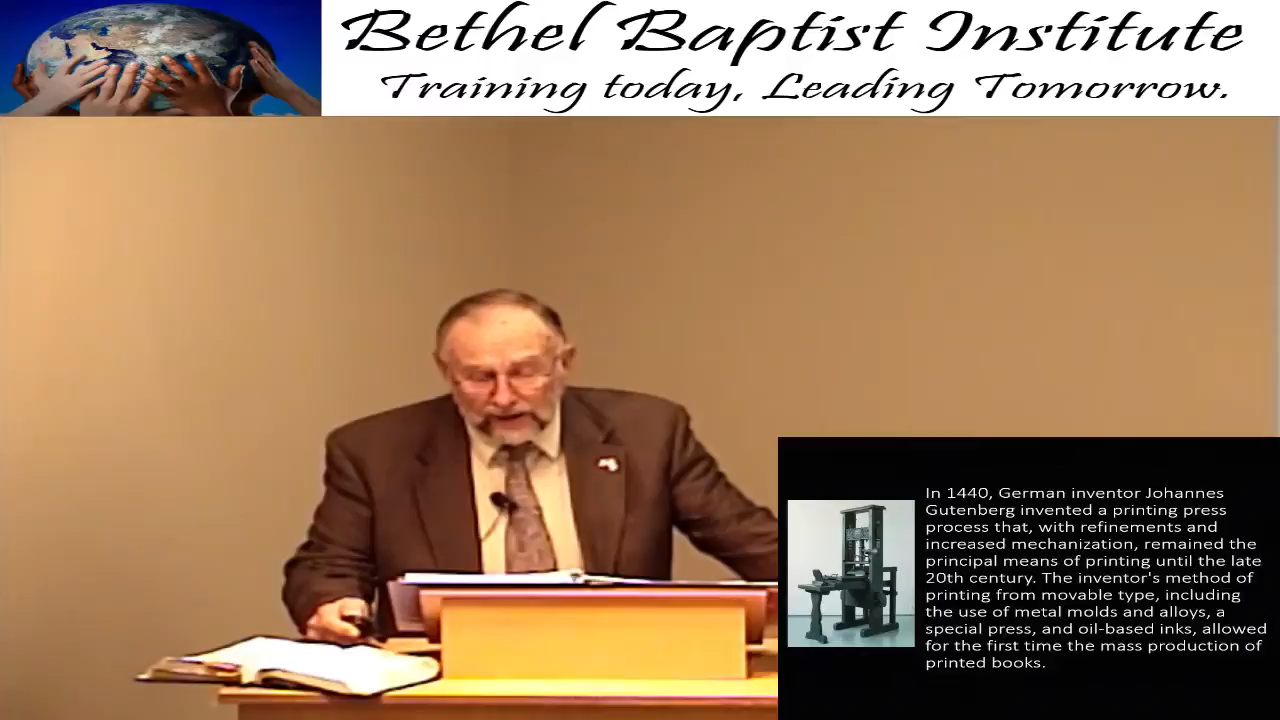 Bethel Baptist Institute
Training today, Leading Tomorrow.
In 1440, German inventor Johannes
Gutenberg invented a printing press
process that, with refinements and
increased mechanization, remained the
principal means of printing until the late
20th century. The inventor's method of
printing from movable type, including
the use of metal molds and alloys, a
special press, and oil-based inks, allowed
for the first time the mass production of
printed books.